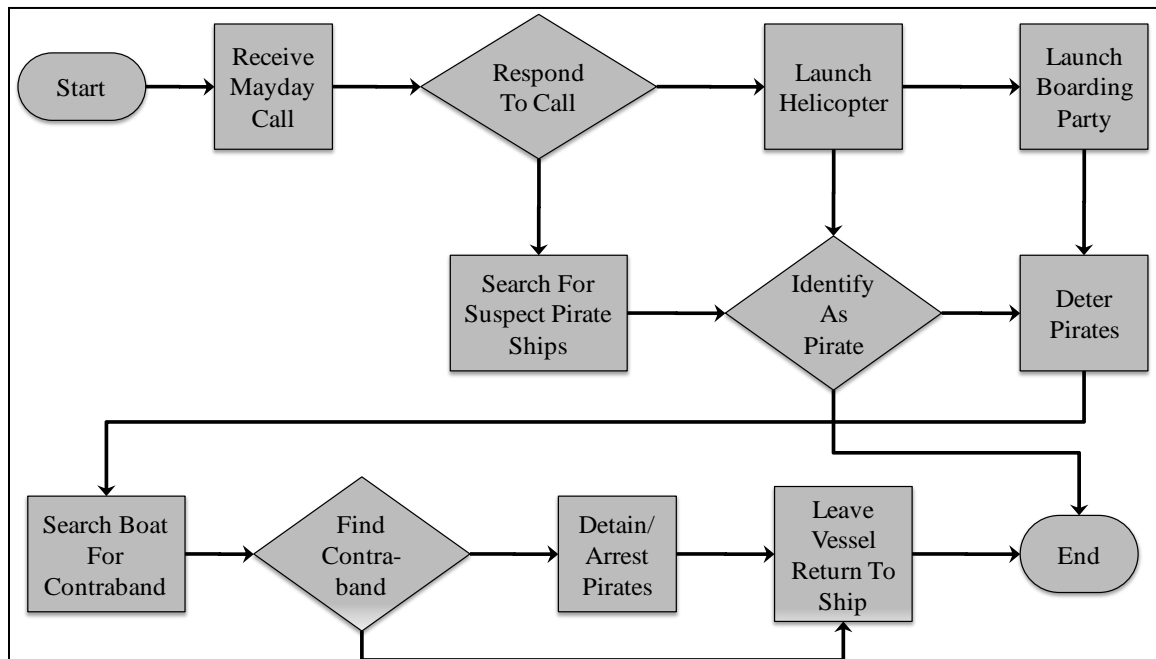 Start
Receive
Mayday
Call
Respond
To Call
Launch
Helicopter
Launch
Boarding
Party
Search For
Suspect Pirate
Ships
Identify
As
Pirate
Deter
Pirates
Search Boat
For
Contraband
Find
Contra-
band
Detain/
Arrest
Pirates
Leave
Vessel
Return To
Ship
End